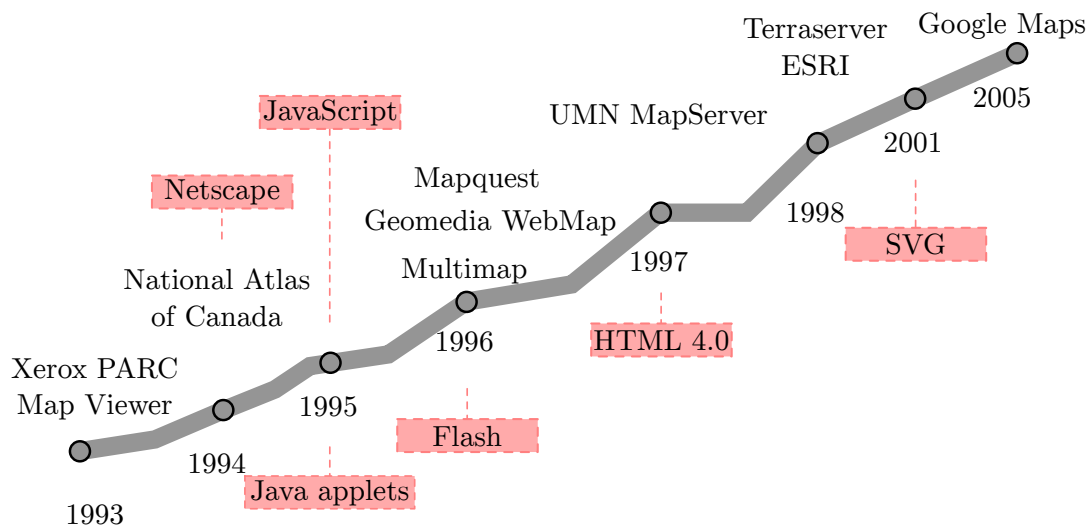 Terraserver
ESRI
Google Maps
JavaScript
2005
UMN MapServer
2001
Netscape
Mapquest
Geomedia WebMap
1998
SVG
National Atlas
of Canada
Multimap
1997
1996
HTML 4.0
Xerox PARC
Map Viewer
1995
1994
Flash
Java applets
1993